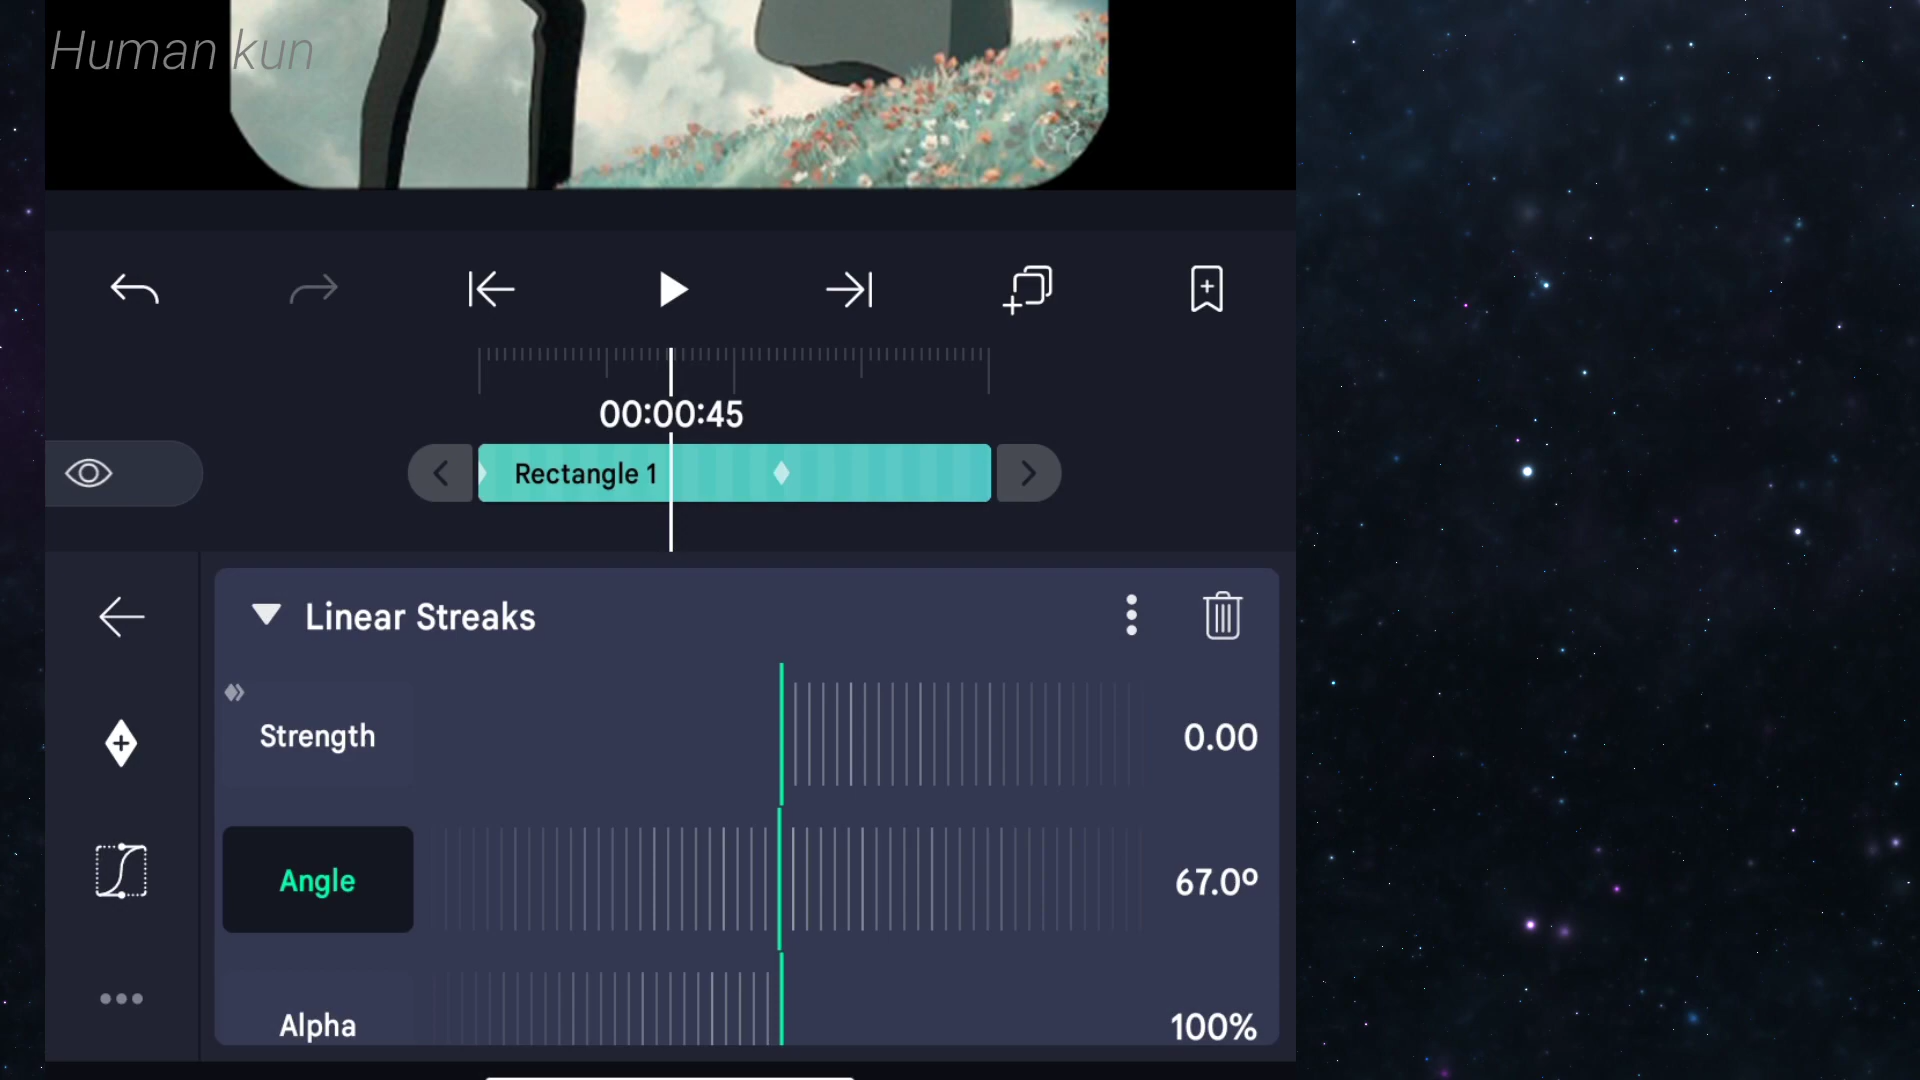 Human kun
00:00:45
Rectangle 1
Linear Streaks
Strength
0.00
Angle
67.0º
Alpha
100%